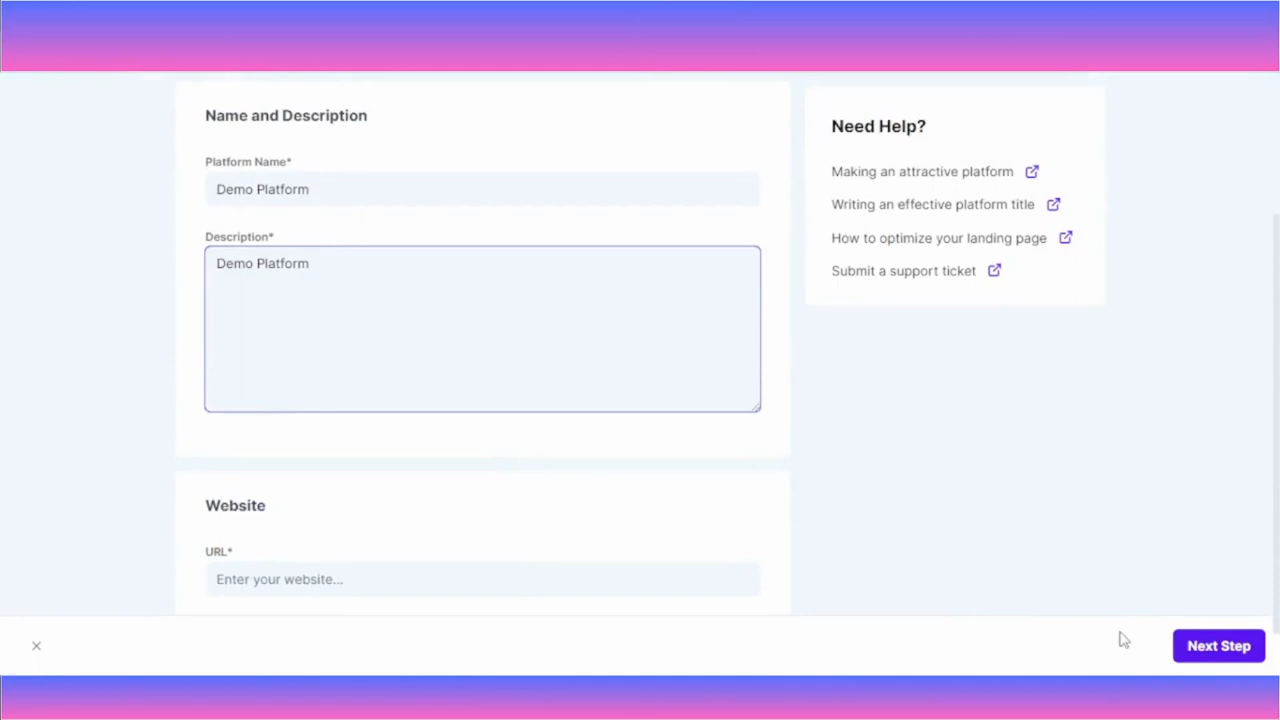 Name and Description
Platform Name*
Demo Platform
Description*
Demo Platform
Website
URL*
Enter your website...
Need Help?
Making an attractive platform
Writing an effective platform title
How to optimize your landing page
Submit a support ticket
Next Step